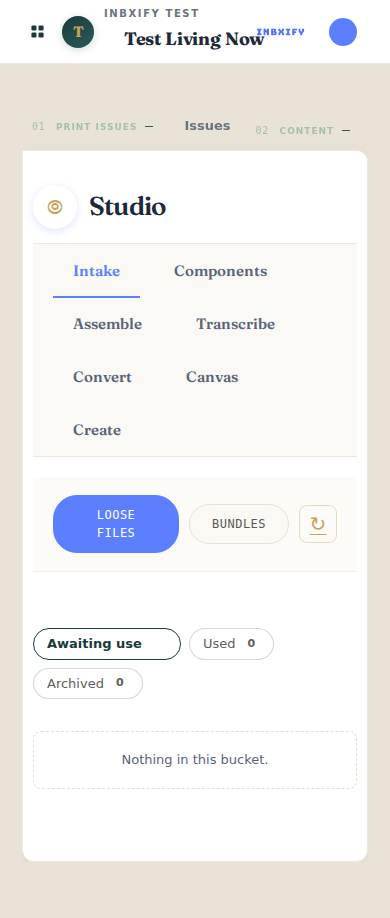 INBXIFY TEST
T
Test Living Now
INBXIFY
01 PRINT ISSUES —
Issues
02 CONTENT —
Studio
Intake
Components
Assemble
Transcribe
Convert
Canvas
Create
LOOSE
FILES
BUNDLES
↻
Awaiting use
Used 0
Archived 0
Nothing in this bucket.